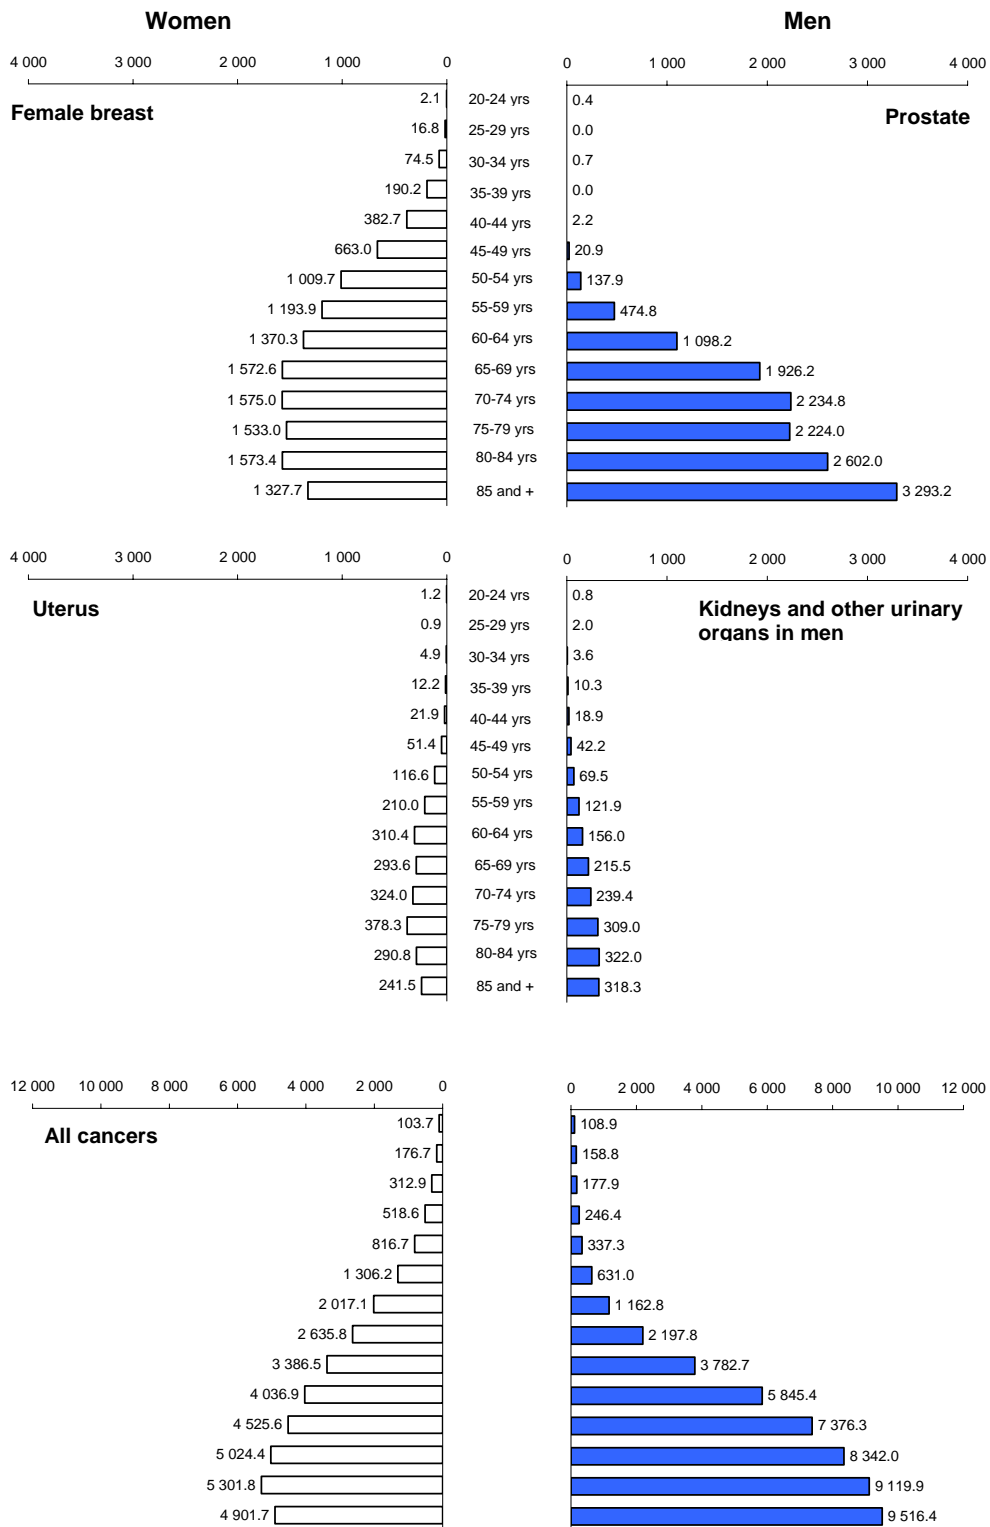 Women Men
4 000 3 000 2 000 1 000 0 0 1 000 2 000 3 000 4 000
Female breast Prostate
2.1 20-24 yrs 0.4
16.8 25-29 yrs 0.0
74.5 30-34 yrs 0.7
190.2 35-39 yrs 0.0
382.7 40-44 yrs 2.2
663.0 45-49 yrs 20.9
1 009.7 50-54 yrs 137.9
1 193.9 55-59 yrs 474.8
1 370.3 60-64 yrs 1 098.2
1 572.6 65-69 yrs 1 926.2
1 575.0 70-74 yrs 2 234.8
1 533.0 75-79 yrs 2 224.0
1 573.4 80-84 yrs 2 602.0
1 327.7 85 and + 3 293.2
4 000 3 000 2 000 1 000 0 0 1 000 2 000 3 000 4 000
Uterus Kidneys and other urinary
organs in men
1.2 20-24 yrs 0.8
0.9 25-29 yrs 2.0
4.9 30-34 yrs 3.6
12.2 35-39 yrs 10.3
21.9 40-44 yrs 18.9
51.4 45-49 yrs 42.2
116.6 50-54 yrs 69.5
210.0 55-59 yrs 121.9
310.4 60-64 yrs 156.0
293.6 65-69 yrs 215.5
324.0 70-74 yrs 239.4
378.3 75-79 yrs 309.0
290.8 80-84 yrs 322.0
241.5 85 and + 318.3
12 000 10 000 8 000 6 000 4 000 2 000 0 0 2 000 4 000 6 000 8 000 10 000 12 000
All cancers
103.7 108.9
176.7 158.8
312.9 177.9
518.6 246.4
816.7 337.3
1 306.2 631.0
2 017.1 1 162.8
2 635.8 2 197.8
3 386.5 3 782.7
4 036.9 5 845.4
4 525.6 7 376.3
5 024.4 8 342.0
5 301.8 9 119.9
4 901.7 9 516.4